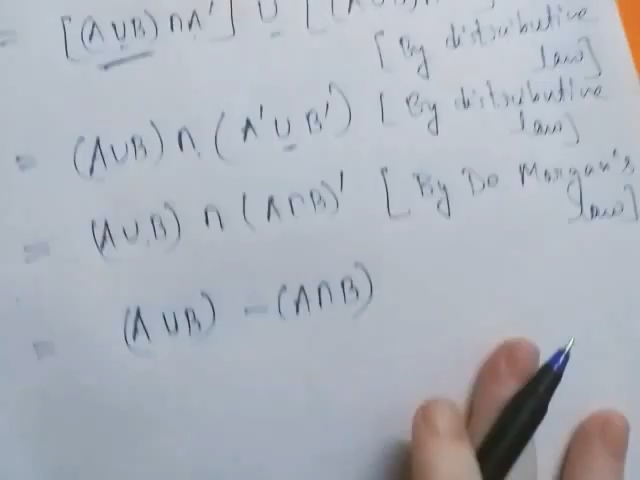 = [(A∪B)∩A'] ∪ [(A∪B)∩
[By distributive law]
= (A∪B)∩(A'∪B') [By distributive law]
= (A∪B) ∩ (A∩B)' [By De Morgan's law]
= (A∪B) - (A∩B)